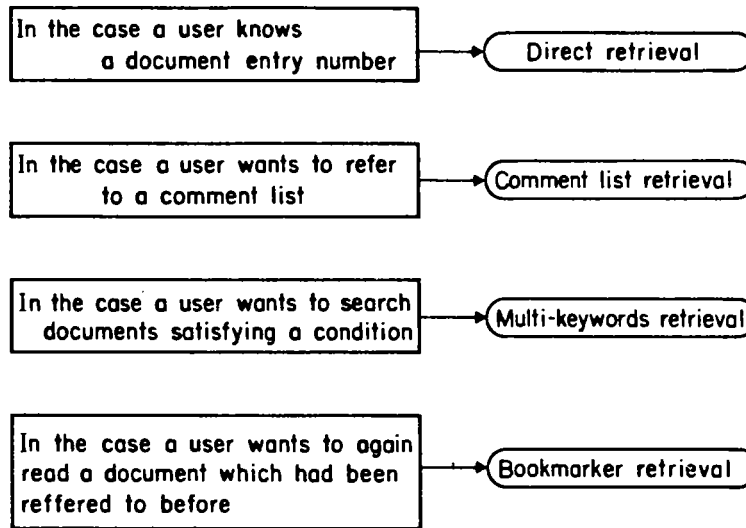 In the case a user knows
a document entry number
Direct retrieval
In the case a user wants to refer
to a comment list
Comment list retrieval
In the case a user wants to search
documents satisfying a condition
Multi-keywords retrieval
In the case a user wants to again
read a document which had been
reffered to before
Bookmarker retrieval